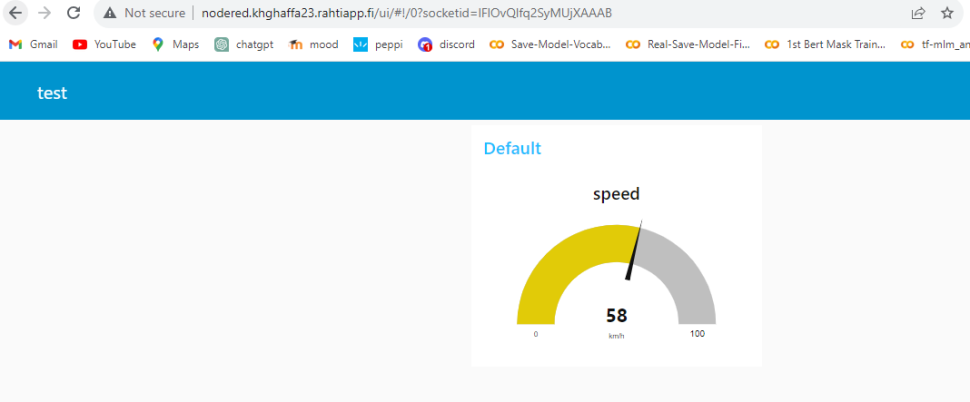 Not secure nodered.khghaffa23.rahtiapp.fi/ui/#!/0?socketid=IFIOvQIfq2SyMUjXAAAB
Gmail YouTube Maps chatgpt mood peppi discord Save-Model-Vocab... Real-Save-Model-Fi... 1st Bert Mask Train... tf-mlm_an
test
Default
speed
58
0 km/h 100